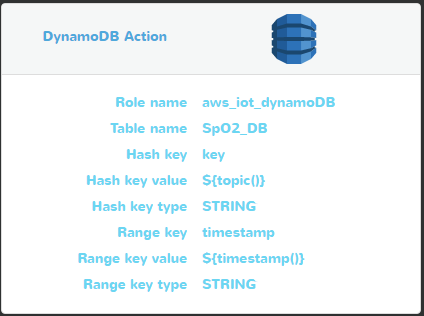 DynamoDB Action
Role name aws_iot_dynamoDB
Table name SpO2_DB
Hash key key
Hash key value S{topic()}
Hash key type STRING
Range key timestamp
Range key value S{timestamp()}
Range key type STRING